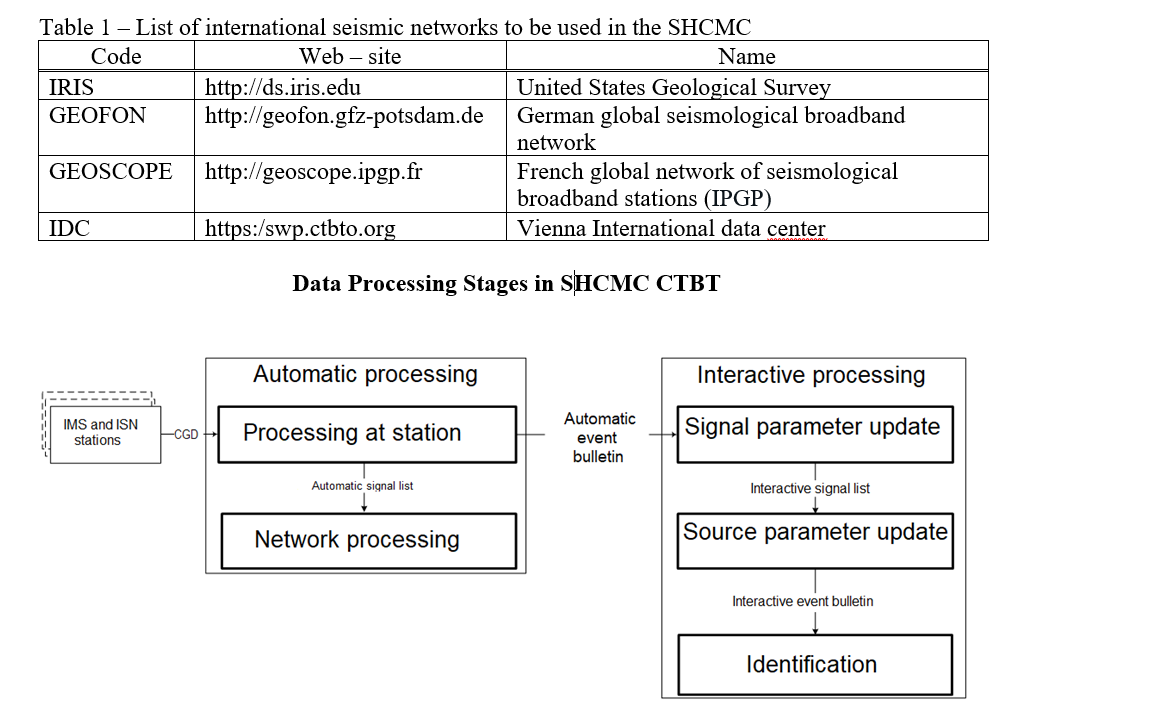 Table 1 – List of international seismic networks to be used in the SHCMC
Code Web – site Name
IRIS http://ds.iris.edu United States Geological Survey
GEOFON http://geofon.gfz-potsdam.de German global seismological broadband
network
GEOSCOPE http://geoscope.ipgp.fr French global network of seismological
broadband stations (IPGP)
IDC https:/swp.ctbto.org Vienna International data center
Data Processing Stages in SHCMC CTBT
Automatic processing
Interactive processing
IMS and ISN
stations
CGD
Processing at station
Automatic
event
bulletin
Signal parameter update
Automatic signal list
Interactive signal list
Network processing
Source parameter update
Interactive event bulletin
Identification